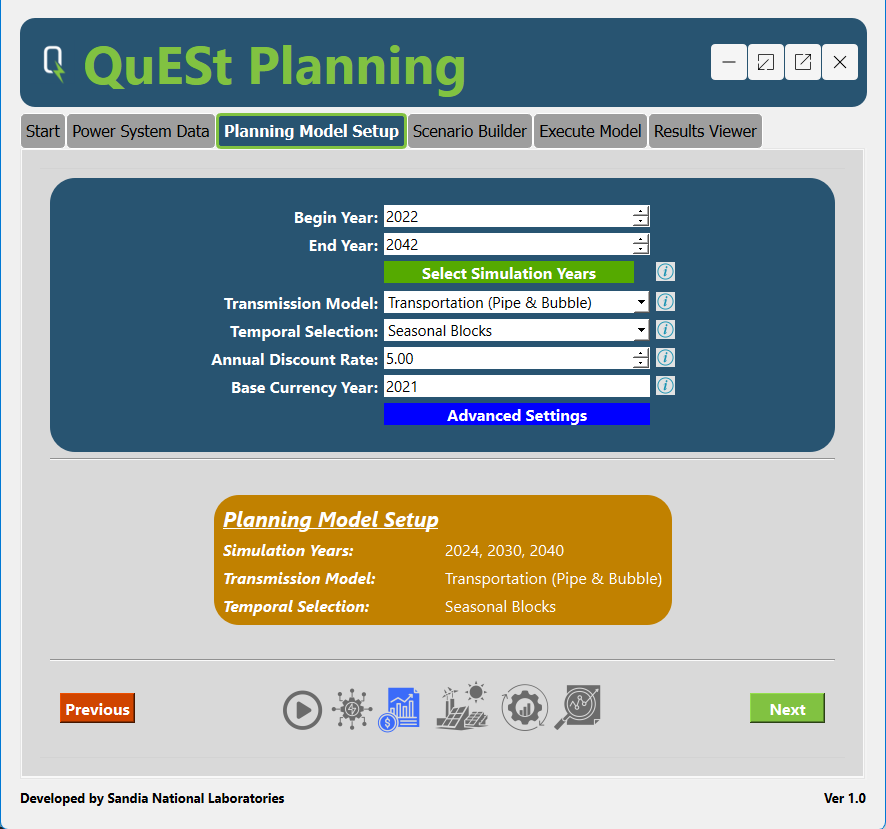 QuESt Planning
Start Power System Data Planning Model Setup Scenario Builder Execute Model Results Viewer
Begin Year: 2022
End Year: 2042
Select Simulation Years
Transmission Model: Transportation (Pipe & Bubble)
Temporal Selection: Seasonal Blocks
Annual Discount Rate: 5.00
Base Currency Year: 2021
Advanced Settings
Planning Model Setup
Simulation Years: 2024, 2030, 2040
Transmission Model: Transportation (Pipe & Bubble)
Temporal Selection: Seasonal Blocks
Previous Next
Developed by Sandia National Laboratories Ver 1.0